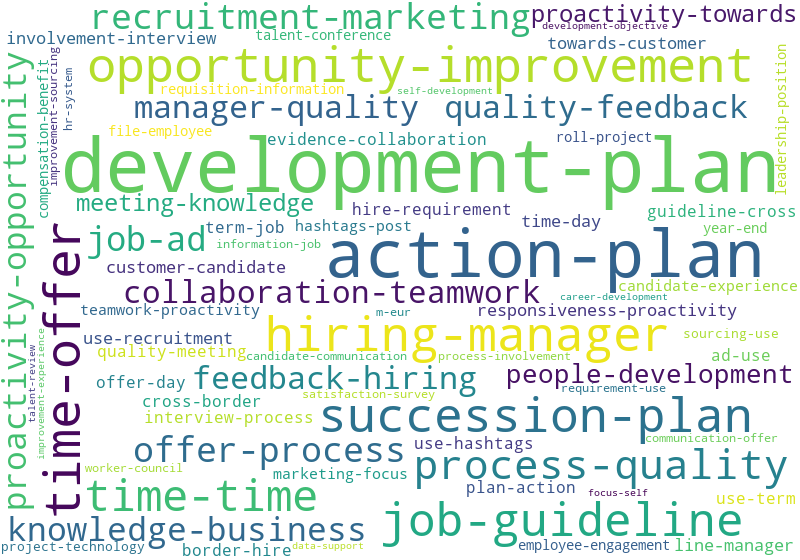 recruitment-marketing
proactivity-towards
development-objective
involvement-interview
talent-conference
towards-customer
opportunity-improvement
requisition-information
self-development
hr-system
improvement-sourcing
compensation-benefit
proactivity-opportunity
manager-quality
quality-feedback
leadership-position
file-employee
evidence-collaboration
roll-project
development-plan
meeting-knowledge
hire-requirement
guideline-cross
time-offer
job-ad
term-job
hashtags-post
time-day
year-end
information-job
action-plan
customer-candidate
collaboration-teamwork
candidate-experience
career-development
teamwork-proactivity
m-eur
responsiveness-proactivity
use-recruitment
hiring-manager
sourcing-use
quality-meeting
candidate-communication
process-involvement
ad-use
talent-review
improvement-experience
offer-day
feedback-hiring
people-development
requirement-use
cross-border
satisfaction-survey
interview-process
succession-plan
offer-process
use-hashtags
communication-offer
worker-council
marketing-focus
process-quality
time-time
plan-action
focus-self
use-term
knowledge-business
job-guideline
project-technology
border-hire
data-support
employee-engagement
line-manager